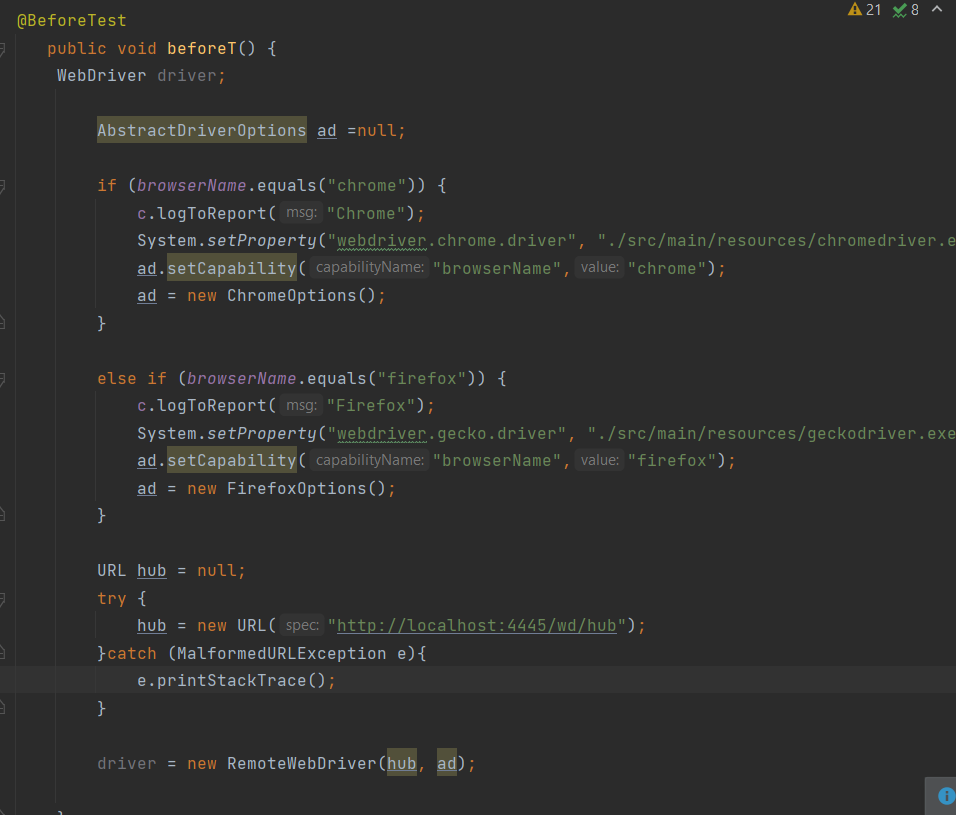 @BeforeTest
21 8
public void beforeT() {
WebDriver driver;
AbstractDriverOptions ad =null;
if (browserName.equals("chrome")) {
c.logToReport( msg: "Chrome");
System.setProperty("webdriver.chrome.driver", "./src/main/resources/chromedriver.e
ad.setCapability( capabilityName: "browserName", value: "chrome");
ad = new ChromeOptions();
}
else if (browserName.equals("firefox")) {
c.logToReport( msg: "Firefox");
System.setProperty("webdriver.gecko.driver", "./src/main/resources/geckodriver.exe
ad.setCapability( capabilityName: "browserName", value: "firefox");
ad = new FirefoxOptions();
}
URL hub = null;
try {
hub = new URL( spec: "http://localhost:4445/wd/hub");
}catch (MalformedURLException e){
e.printStackTrace();
}
driver = new RemoteWebDriver(hub, ad);